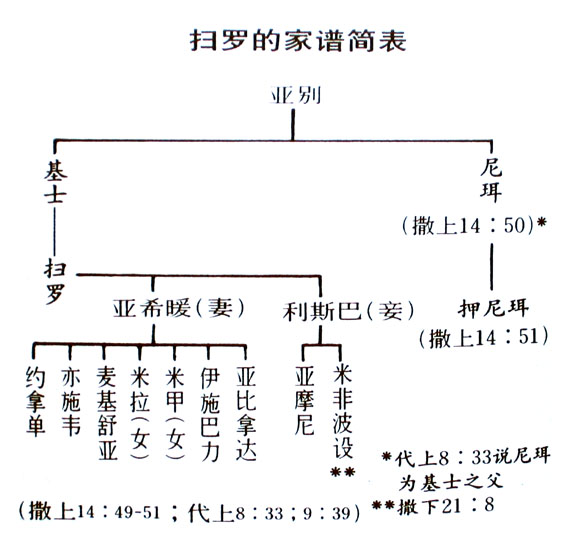 扫罗的家谱简表
亚别
基士
尼珥
(撒上14：50)*
扫罗
亚希暖(妻)
利斯巴(妾)
押尼珥
(撒上14：51)
约拿单
亦施韦
麦基舒亚
米拉(女)
米甲(女)
伊施巴力
亚比拿达
亚摩尼
米非波设
**
*代上8：33说尼珥
为基士之父
(撒上14：49-51；代上8：33；9：39)
**撒下21：8